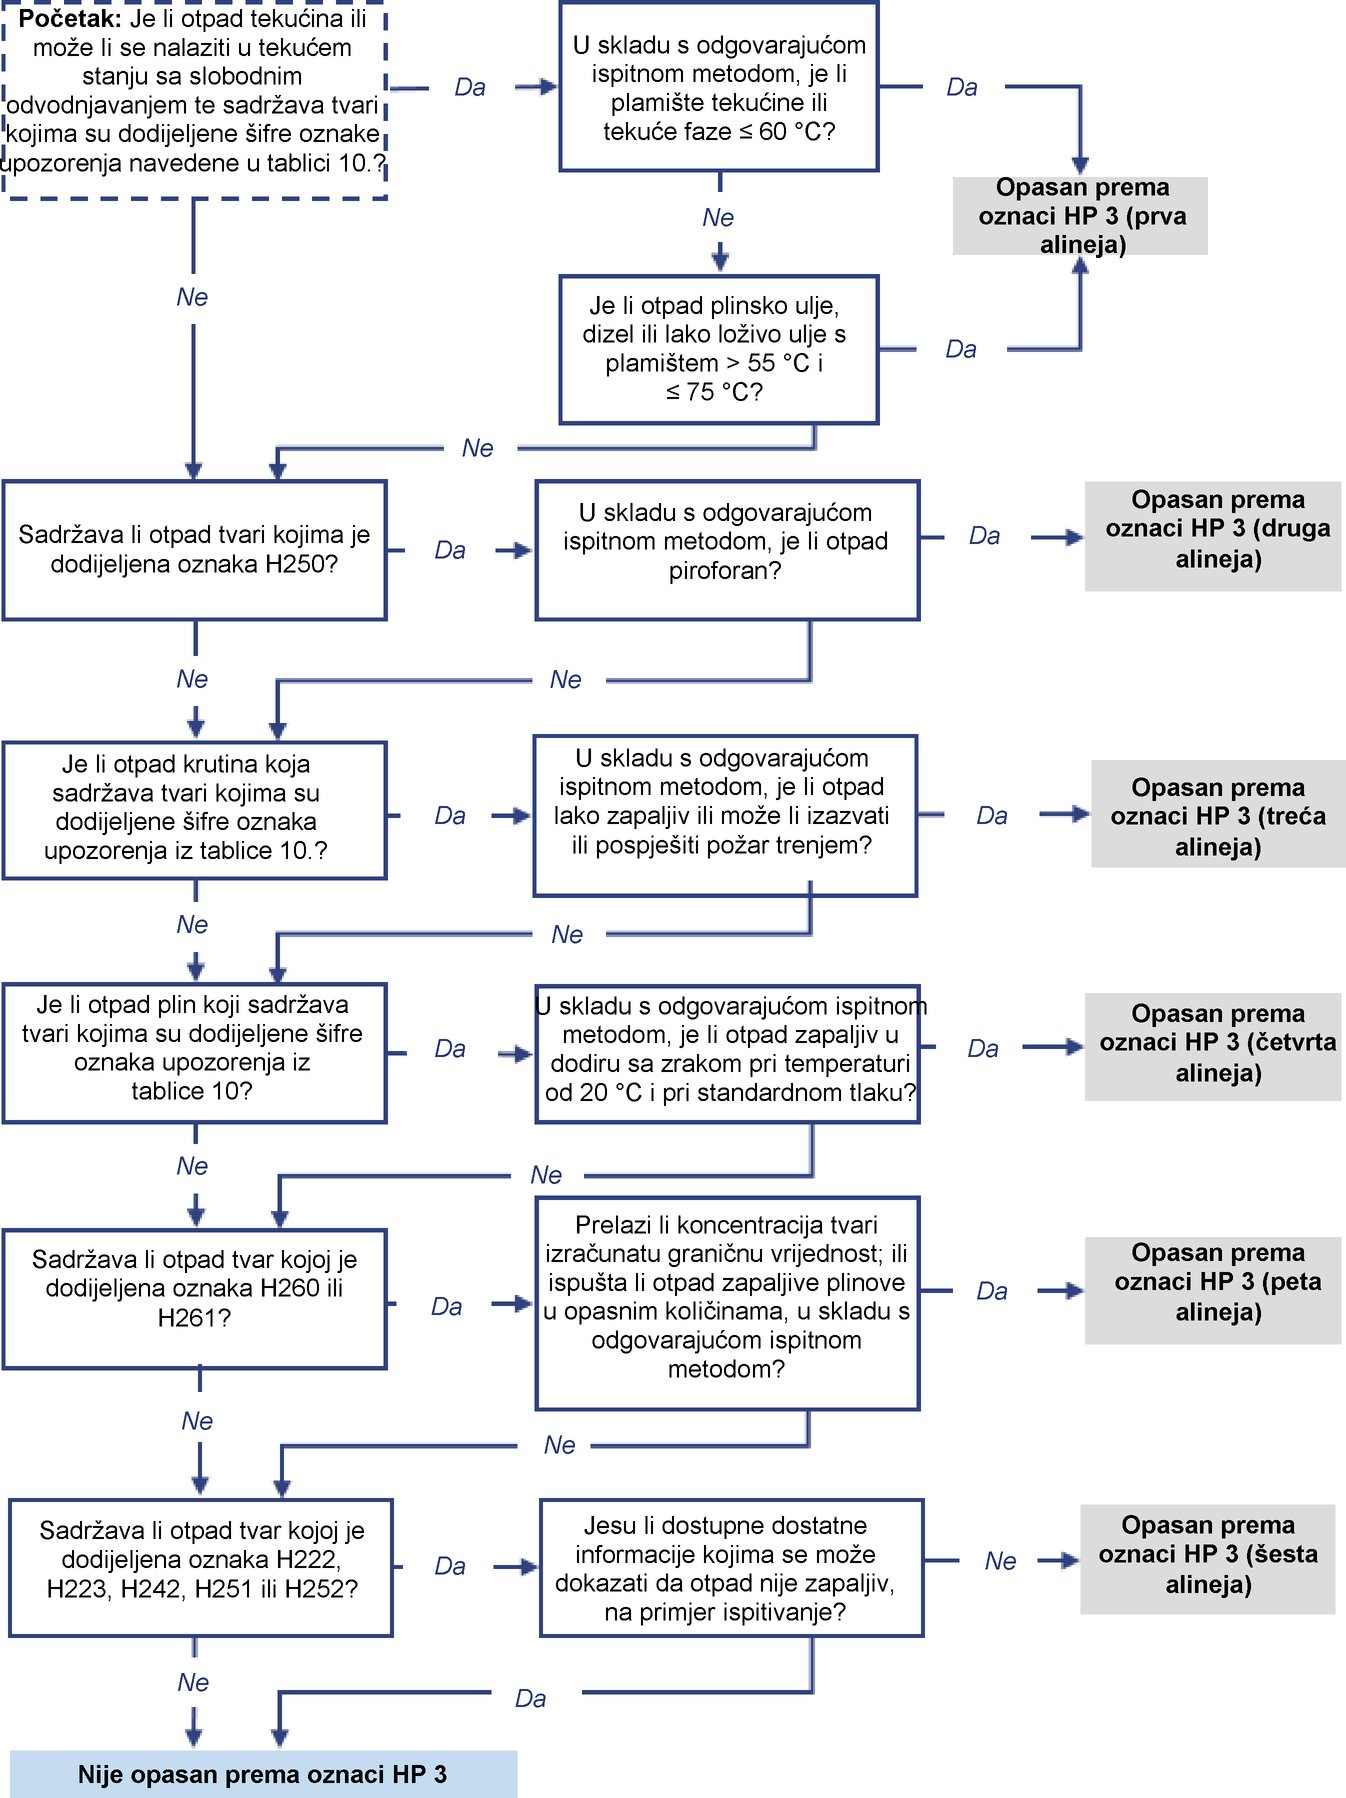 Početak: Je li otpad tekućina ili
može li se nalaziti u tekućem
stanju sa slobodnim
odvodnjavanjem te sadržava tvari
kojima su dodijeljene šifre oznake
upozorenja navedene u tablici 10.?
Da
U skladu s odgovarajućom
ispitnom metodom, je li
plamište tekućine ili
tekuće faze ≤ 60 °C?
Da
Opasan prema
oznaci HP 3 (prva
alineja)
Ne
Ne
Je li otpad plinsko ulje,
dizel ili lako loživo ulje s
plamištem > 55 °C i
≤ 75 °C?
Da
Ne
Sadržava li otpad tvari kojima je
dodijeljena oznaka H250?
Da
U skladu s odgovarajućom
ispitnom metodom, je li otpad
piroforan?
Da
Opasan prema
oznaci HP 3 (druga
alineja)
Ne
Ne
Je li otpad krutina koja
sadržava tvari kojima su
dodijeljene šifre oznaka
upozorenja iz tablice 10.?
Da
U skladu s odgovarajućom
ispitnom metodom, je li otpad
lako zapaljiv ili može li izazvati
ili pospješiti požar trenjem?
Da
Opasan prema
oznaci HP 3 (treća
alineja)
Ne
Ne
Je li otpad plin koji sadržava
tvari kojima su dodijeljene šifre
oznaka upozorenja iz
tablice 10?
Da
U skladu s odgovarajućom ispitnom
metodom, je li otpad zapaljiv u
dodiru sa zrakom pri temperaturi
od 20 °C i pri standardnom tlaku?
Da
Opasan prema
oznaci HP 3 (četvrta
alineja)
Ne
Ne
Sadržava li otpad tvar kojoj je
dodijeljena oznaka H260 ili
H261?
Da
Prelazi li koncentracija tvari
izračunatu graničnu vrijednost; ili
ispušta li otpad zapaljive plinove
u opasnim količinama, u skladu s
odgovarajućom ispitnom
metodom?
Da
Opasan prema
oznaci HP 3 (peta
alineja)
Ne
Ne
Sadržava li otpad tvar kojoj je
dodijeljena oznaka H222,
H223, H242, H251 ili H252?
Da
Jesu li dostupne dostatne
informacije kojima se može
dokazati da otpad nije zapaljiv,
na primjer ispitivanje?
Ne
Opasan prema
oznaci HP 3 (šesta
alineja)
Ne
Da
Nije opasan prema oznaci HP 3